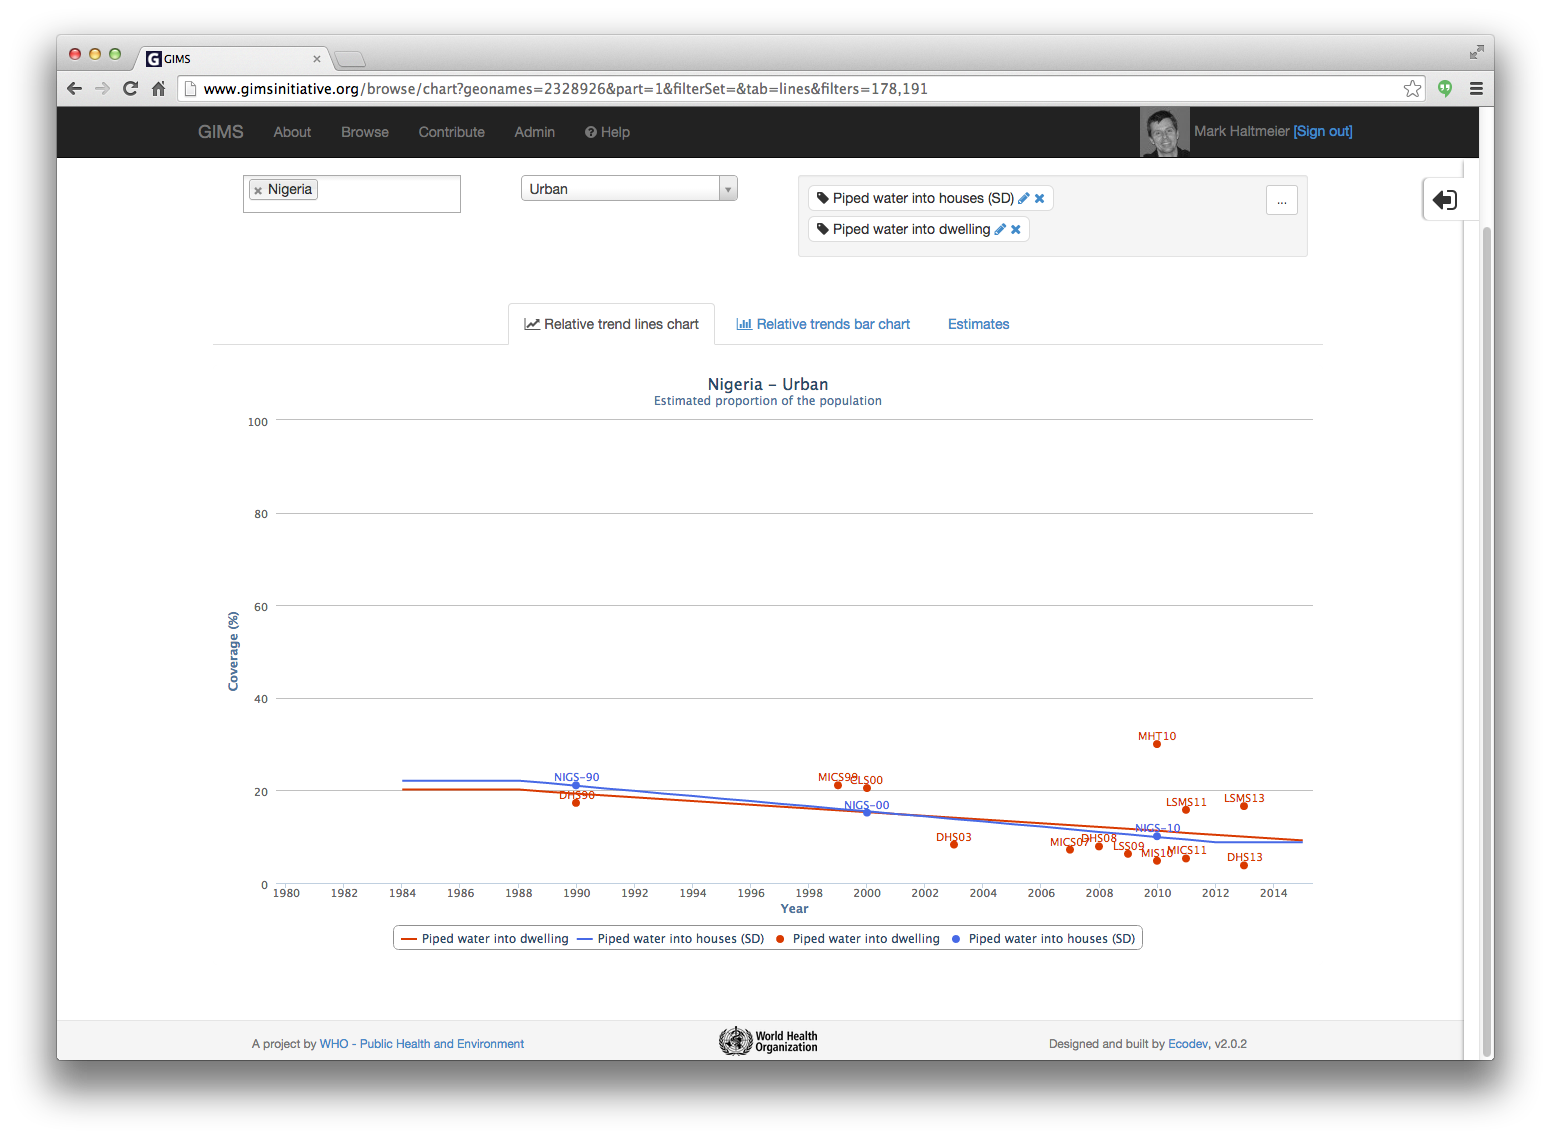 GIMS
www.gimsinitiative.org/browse/chart?geonames=2328926&part=1&filterSet=&tab=lines&filters=178,191
GIMS About Browse Contribute Admin Help Mark Haltmeier [Sign out]
Nigeria
Urban
Piped water into houses (SD)
...
Piped water into dwelling
Relative trend lines chart Relative trends bar chart Estimates
Nigeria - Urban
Estimated proportion of the population
Coverage (%)
100
80
60
40
20
0
MHT10
NIGS-90
MICS99
CLS00
DHS90
NIGS-00
LSMS11
LSMS13
NIGS-10
DHS03
MICS07
DHS08
LSS09
MIS10
MICS11
DHS13
1980 1982 1984 1986 1988 1990 1992 1994 1996 1998 2000 2002 2004 2006 2008 2010 2012 2014
Year
Piped water into dwelling Piped water into houses (SD) Piped water into dwelling Piped water into houses (SD)
A project by WHO - Public Health and Environment
World Health
Organization
Designed and built by Ecodev, v2.0.2